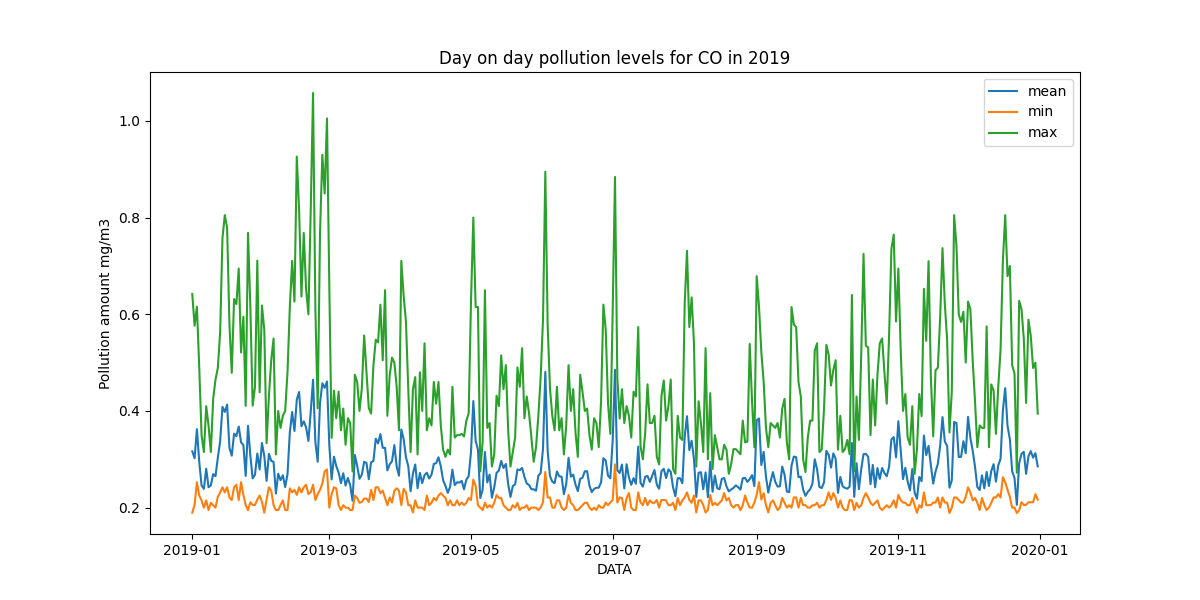 Day on day pollution levels for CO in 2019
mean
min
max
1.0
0.8
0.6
0.4
0.2
Pollution amount mg/m3
2019-01
2019-03
2019-05
2019-07
2019-09
2019-11
2020-01
DATA